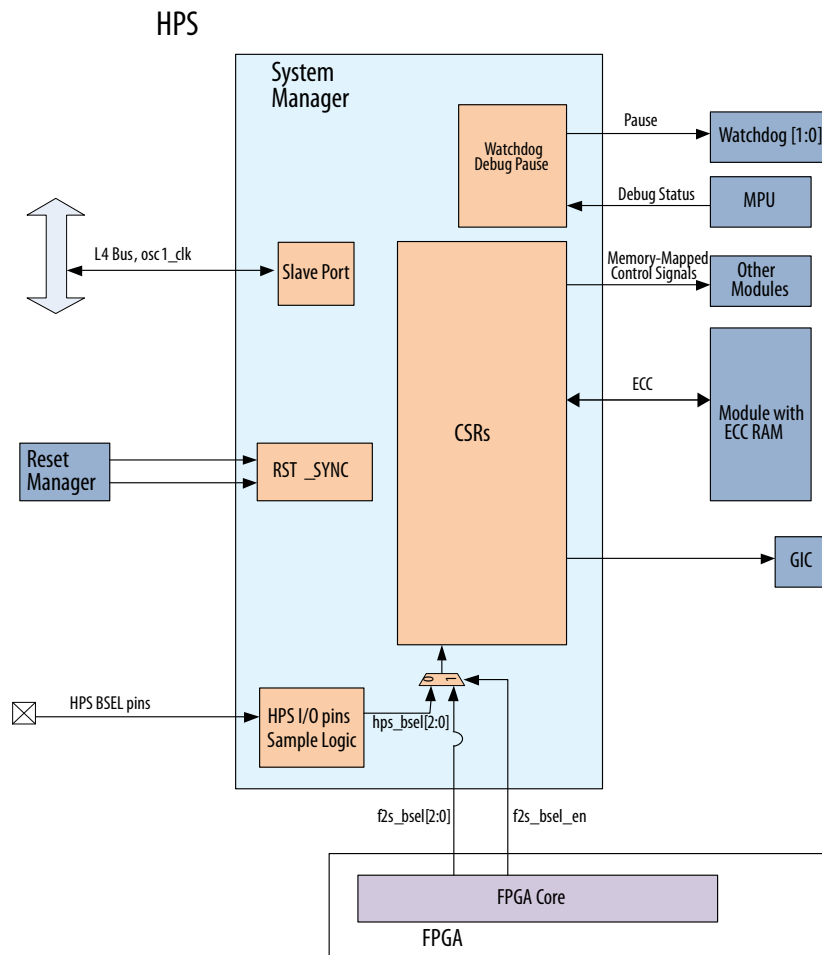 HPS
System
Manager
Watchdog
Debug Pause
Pause
Watchdog [1:0]
Debug Status
MPU
L4 Bus, osc1_clk
Slave Port
Memory-Mapped
Control Signals
Other
Modules
CSRs
ECC
Module with
ECC RAM
Reset
Manager
RST _SYNC
GIC
0 1
HPS BSEL pins
HPS I/O pins
Sample Logic
hps_bsel[2:0]
f2s_bsel[2:0]
f2s_bsel_en
FPGA Core
FPGA